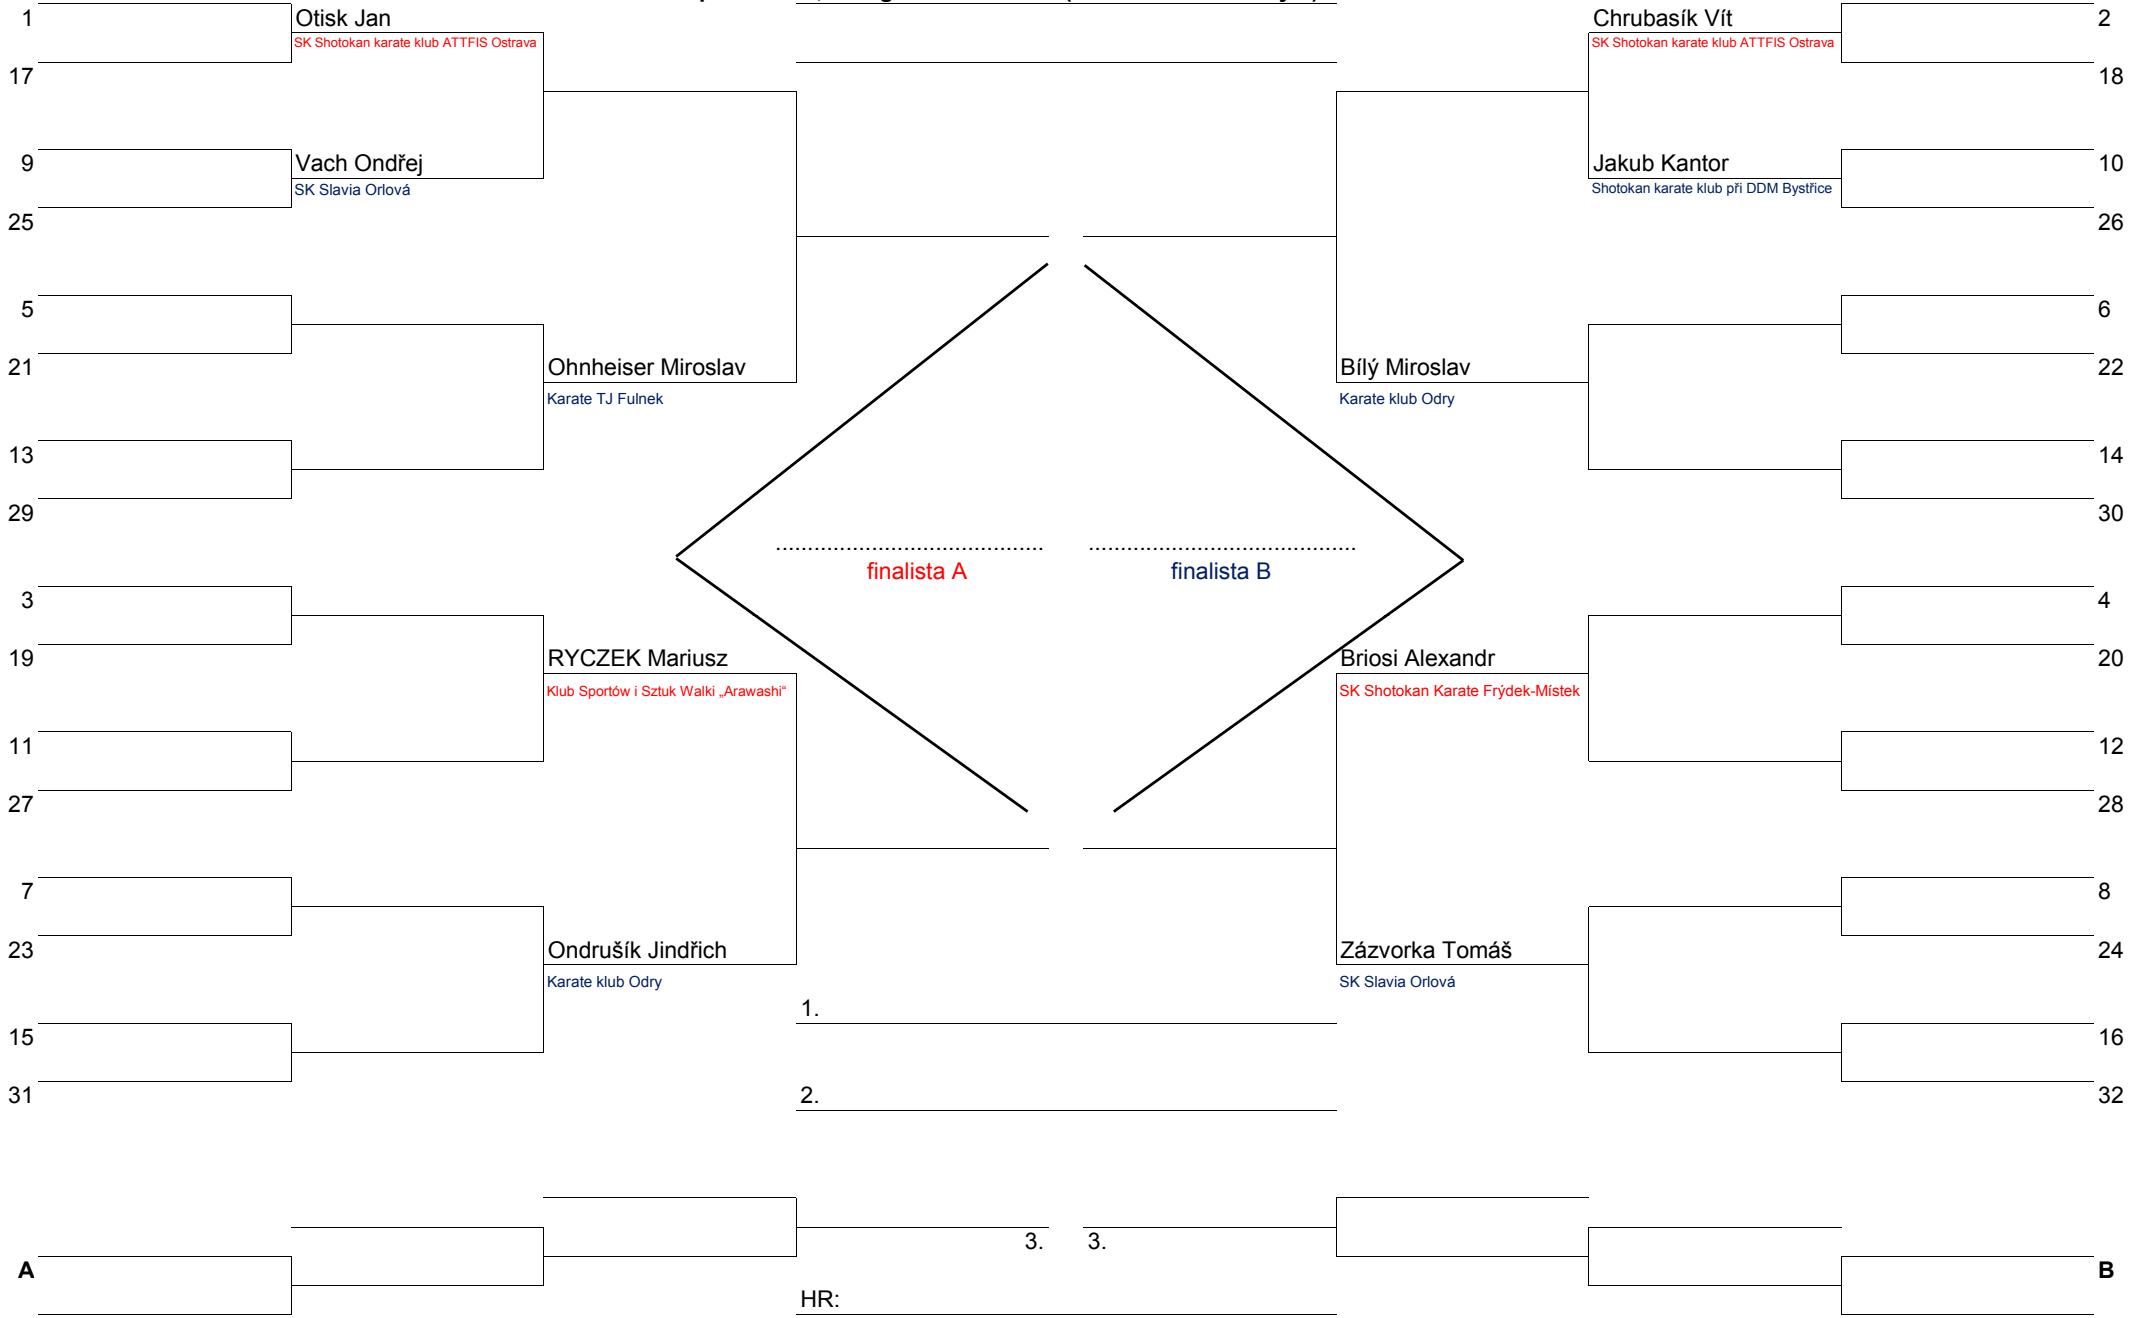 1
Otisk Jan
Chrubasík Vít
2
SK Shotokan karate klub ATTFIS Ostrava
SK Shotokan karate klub ATTFIS Ostrava
17
18
9
Vach Ondřej
Jakub Kantor
10
SK Slavia Orlová
Shotokan karate klub při DDM Bystřice
25
26
5
6
21
Ohnheiser Miroslav
Bílý Miroslav
22
Karate TJ Fulnek
Karate klub Odry
13
14
29
30
finalista A
finalista B
3
4
19
RYCZEK Mariusz
Briosi Alexandr
20
Klub Sportów i Sztuk Walki „Arawashi“
SK Shotokan Karate Frýdek-Místek
11
12
27
28
7
8
23
Ondrušík Jindřich
Zázvorka Tomáš
24
Karate klub Odry
SK Slavia Orlová
1.
15
16
31
2.
32
3.
3.
A
B
HR: